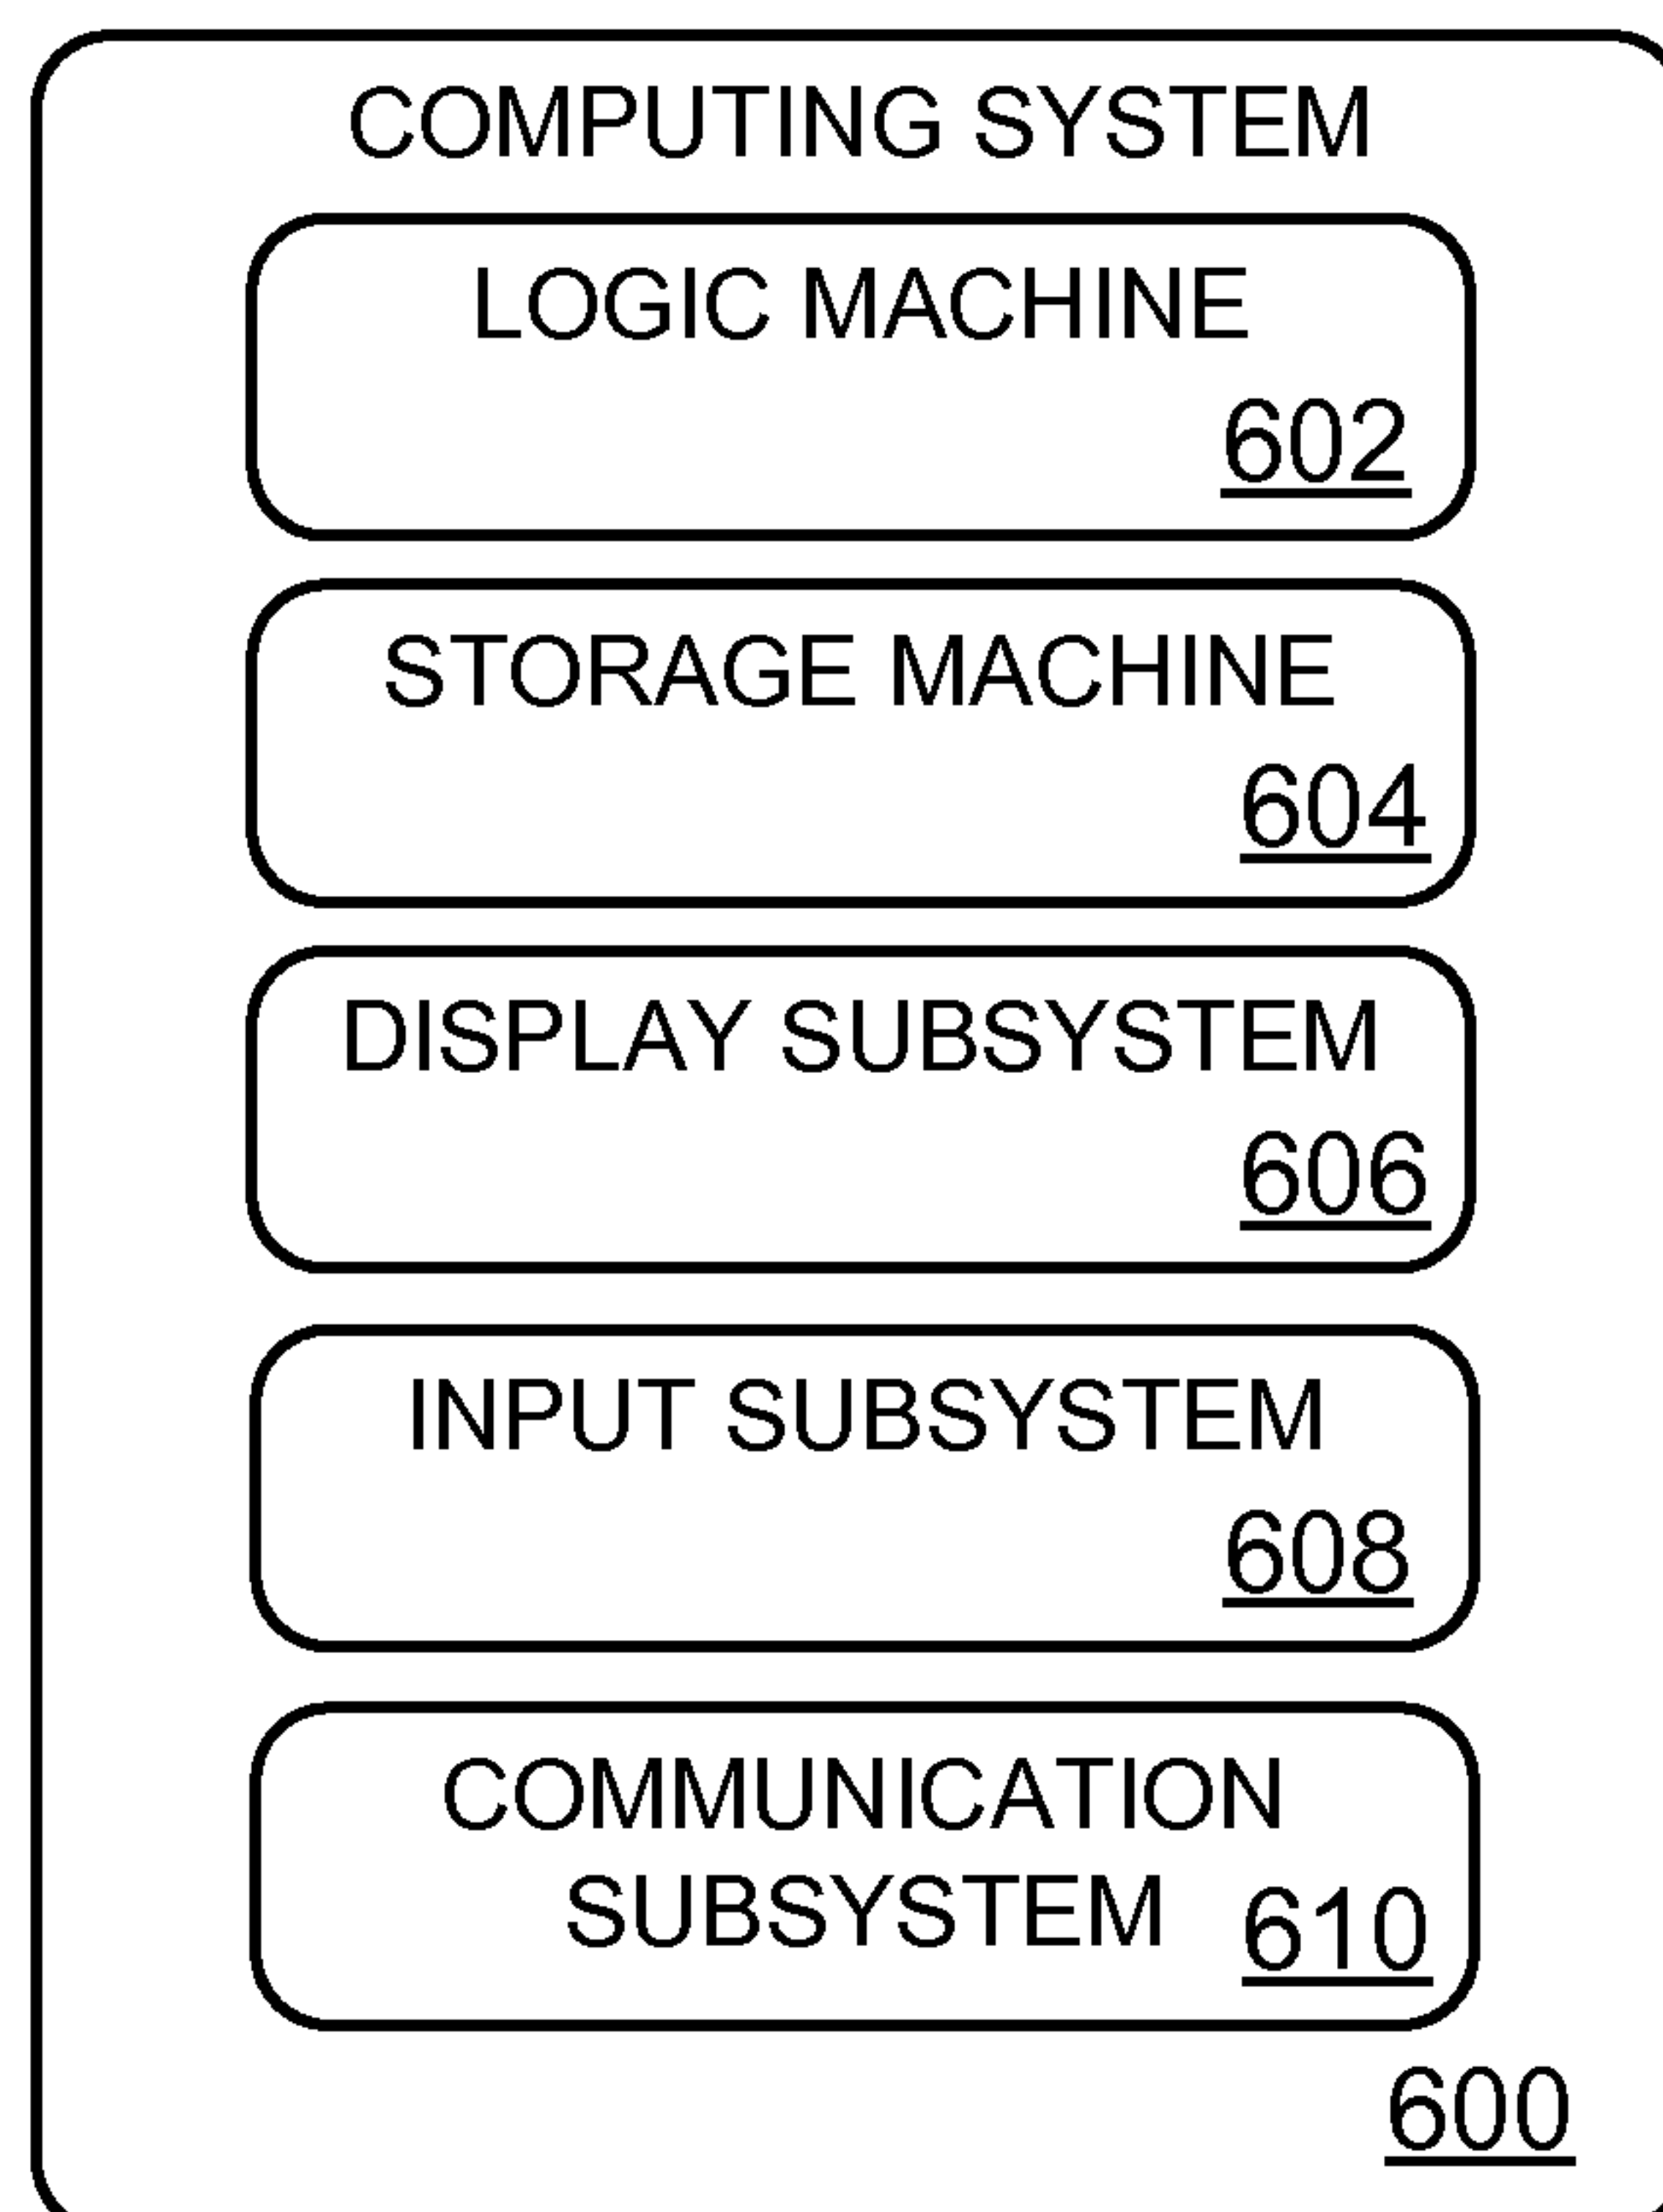 COMPUTING SYSTEM
LOGIC MACHINE
602
STORAGE MACHINE
604
DISPLAY SUBSYSTEM
606
INPUT SUBSYSTEM
608
COMMUNICATION
SUBSYSTEM 610
600